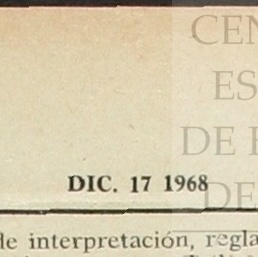 CEN
ES
DE
DIC. 17 1968
DE
de interpretación, regla